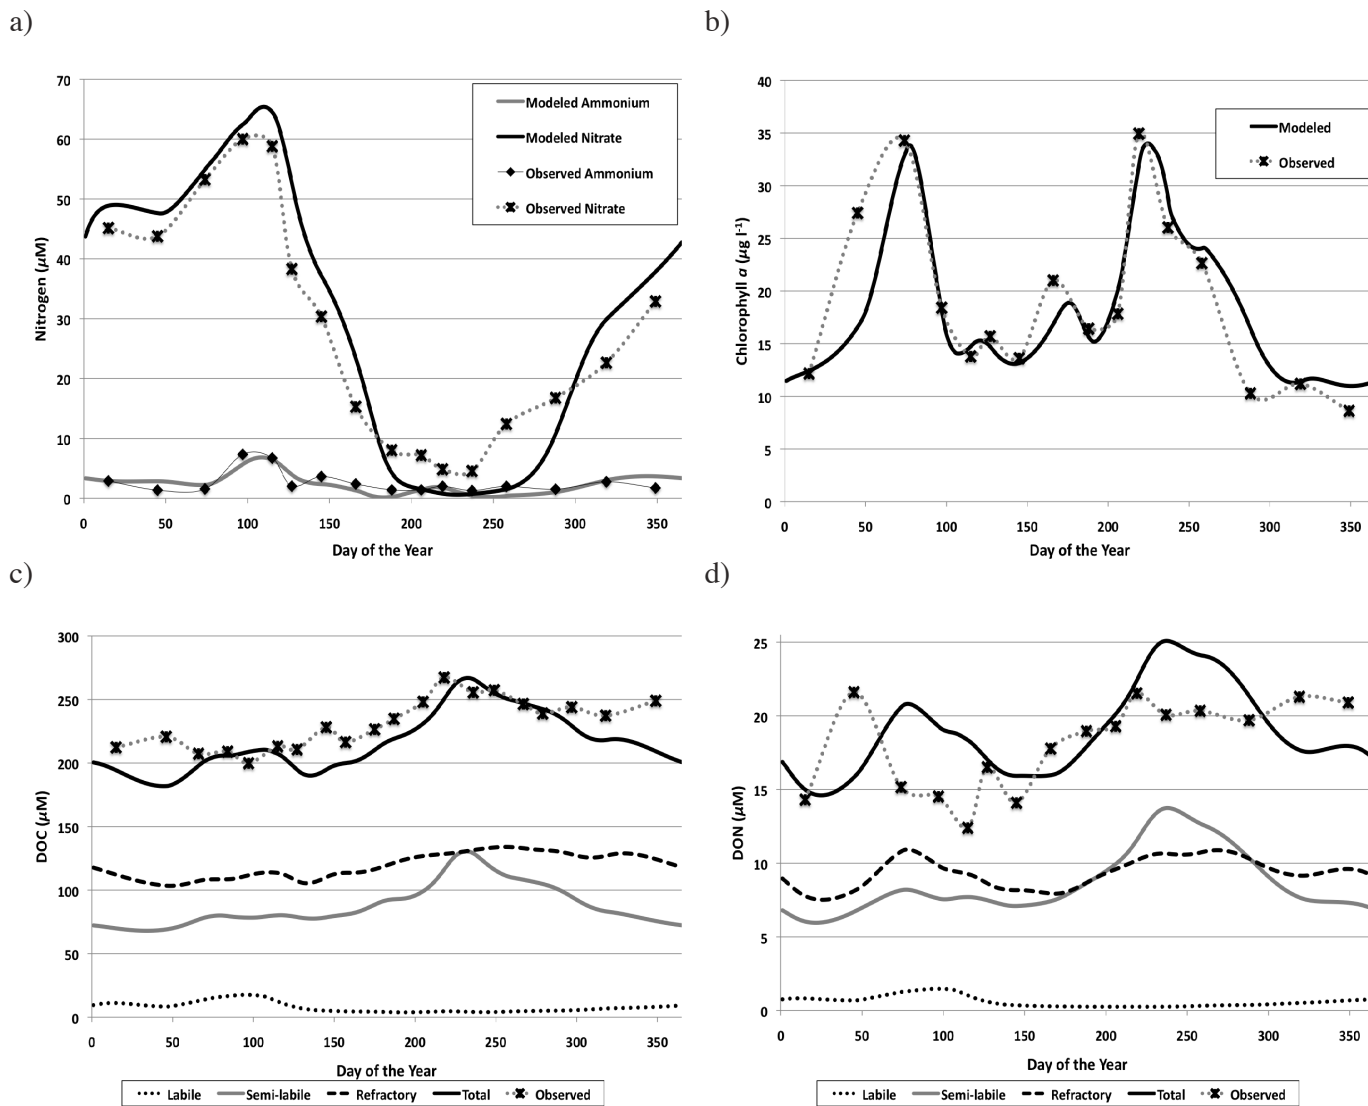 a)
70
60
50
40
30
20
10
0
Nitrogen (µM)
Modeled Ammonium
Modeled Nitrate
Observed Ammonium
Observed Nitrate
0 50 100 150 200 250 300 350
Day of the Year
b)
40
35
30
25
20
15
10
5
0
Chlorophyll a (µg l-1)
Modeled
Observed
0 50 100 150 200 250 300 350
Day of the Year
c)
300
250
200
150
100
50
0
DOC (µM)
0 50 100 150 200 250 300 350
Day of the Year
Labile Semi-labile Refractory Total Observed
d)
25
20
15
10
5
0
DON (µM)
0 50 100 150 200 250 300 350
Day of the Year
Labile Semi-labile Refractory Total Observed